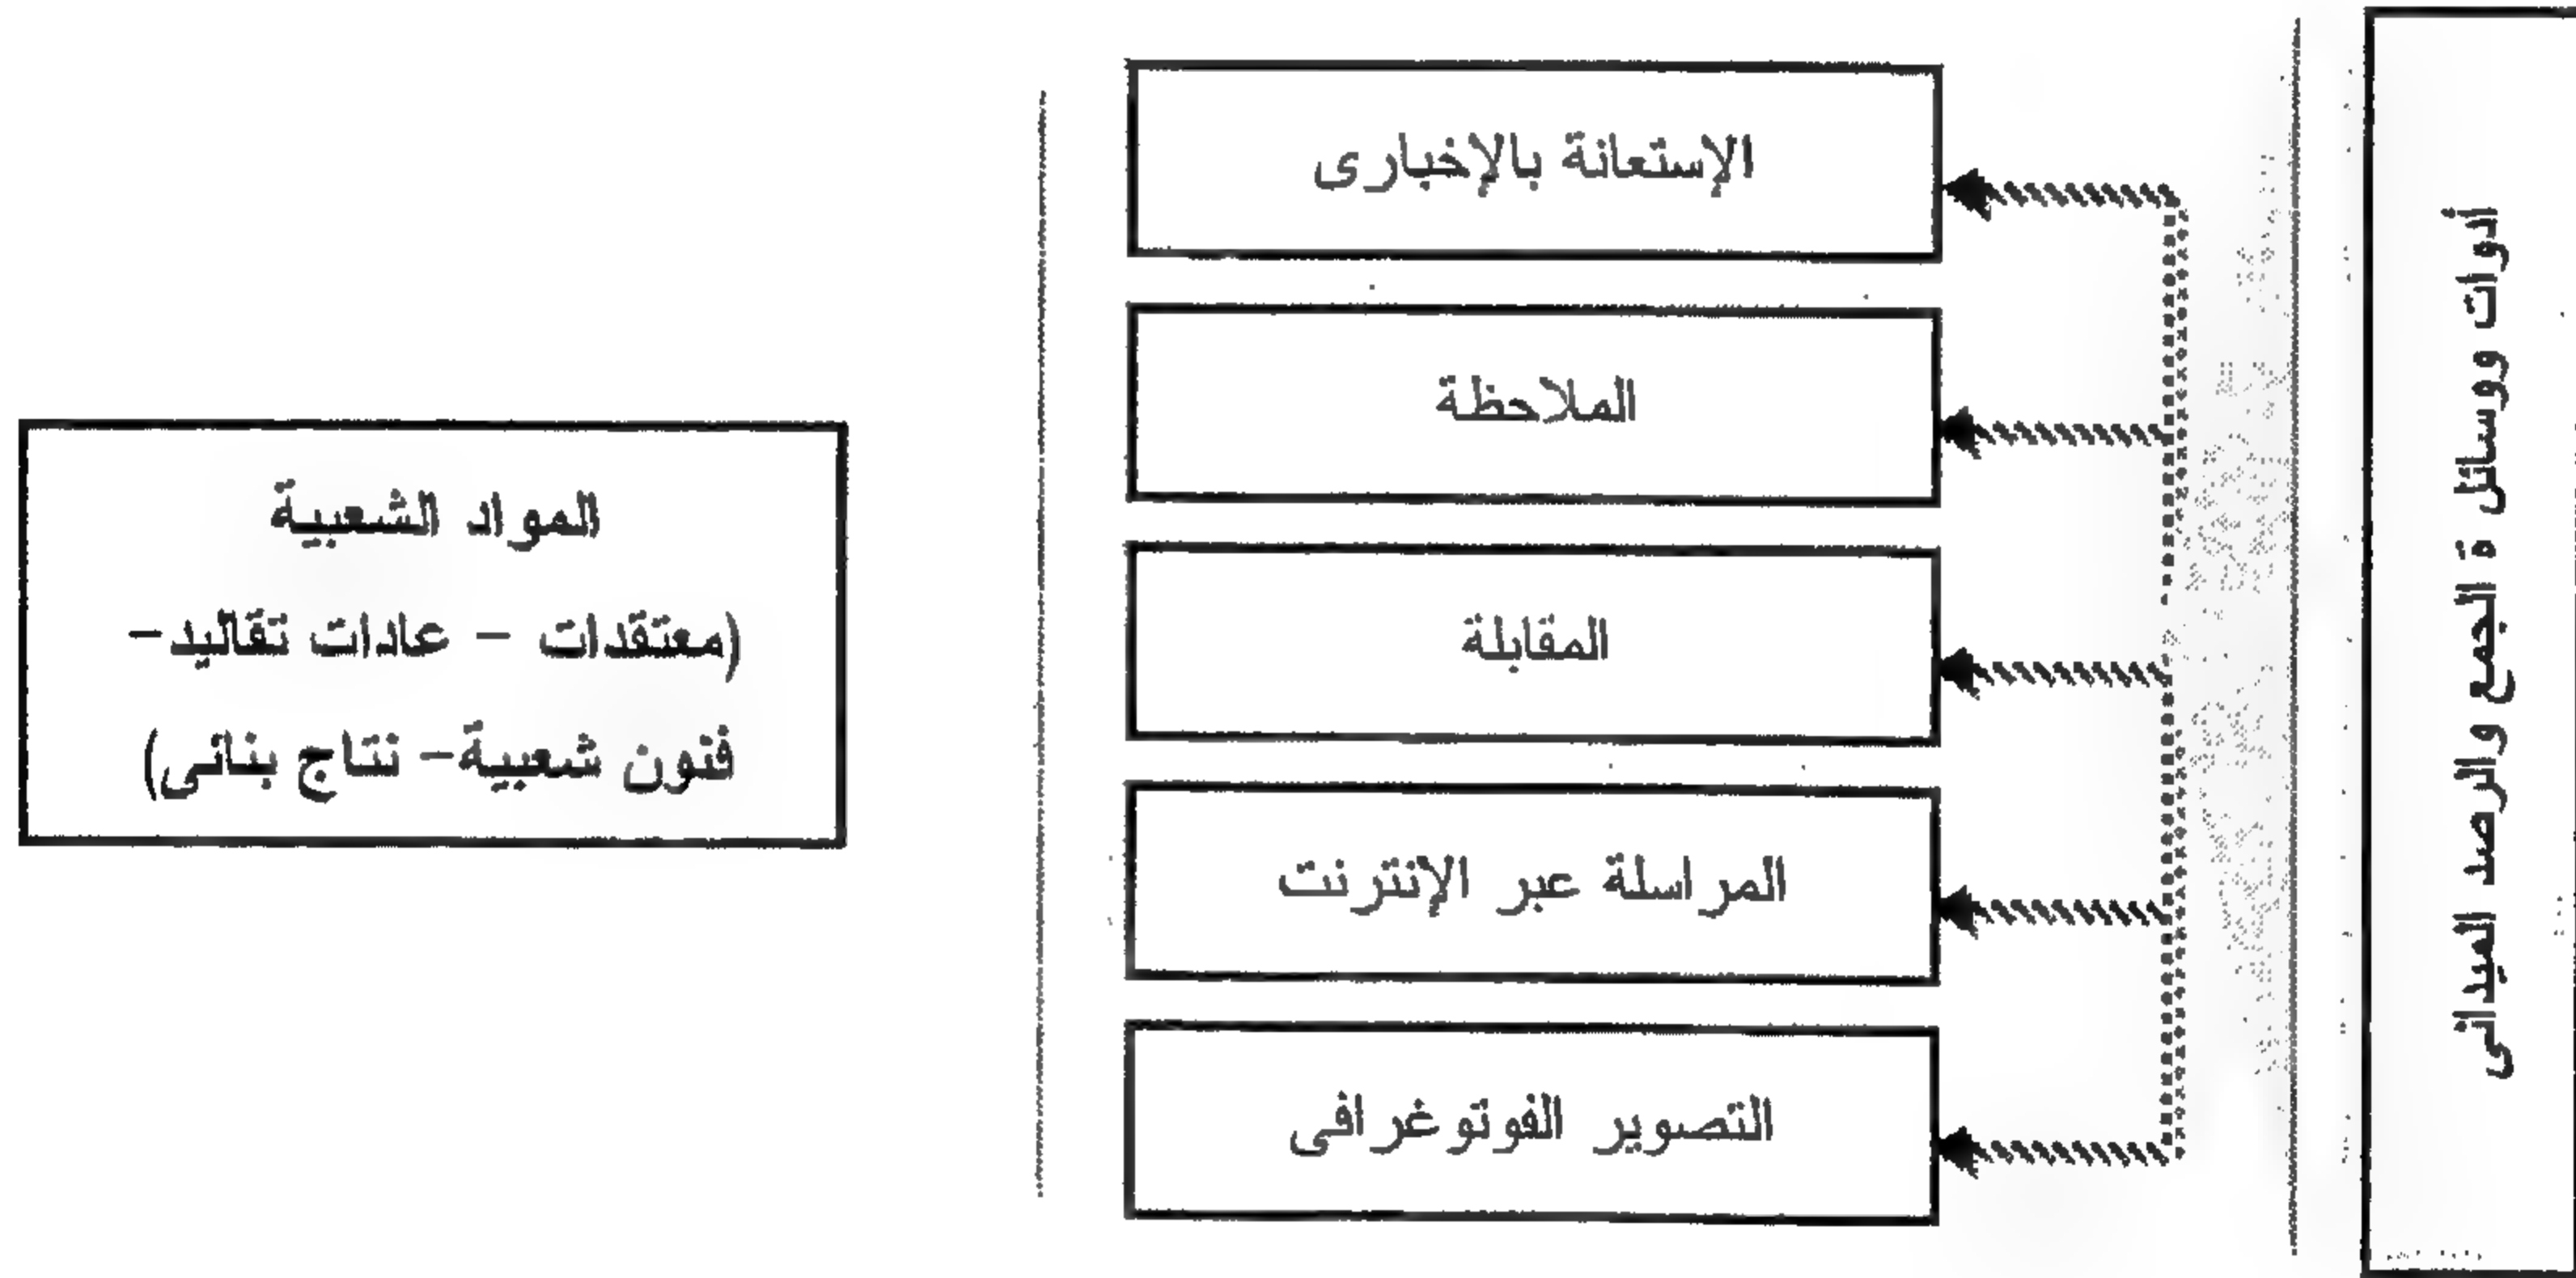 أدوات ووسائل ة الجمع والرصد الميدانى
الإستعانة بالإخبارى
الملاحظة
المقابلة
المراسلة عبر الإنترنت
التصوير الفوتوغرافى
المواد الشعبية
(معتقدات – عادات تقاليد–
فنون شعبية– نتاج بنائى)